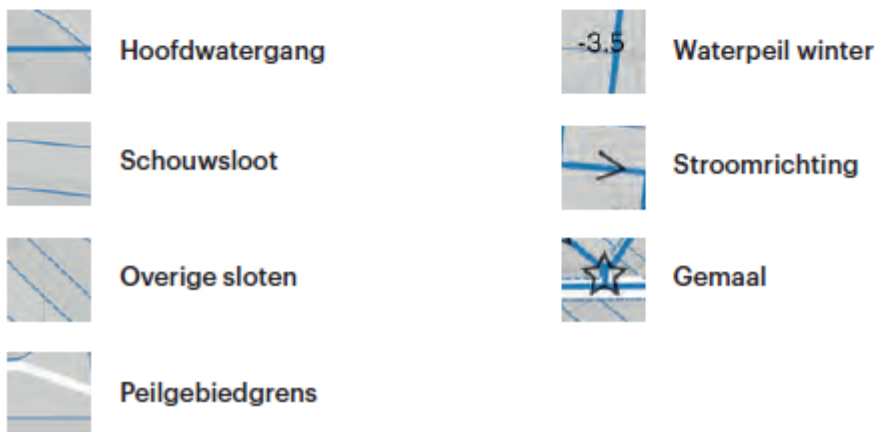 Hoofdwatergang
Schouwsloot
Overige sloten
Peilgebiedgrens
-3.5
Waterpeil winter
Stroomrichting
Gemaal